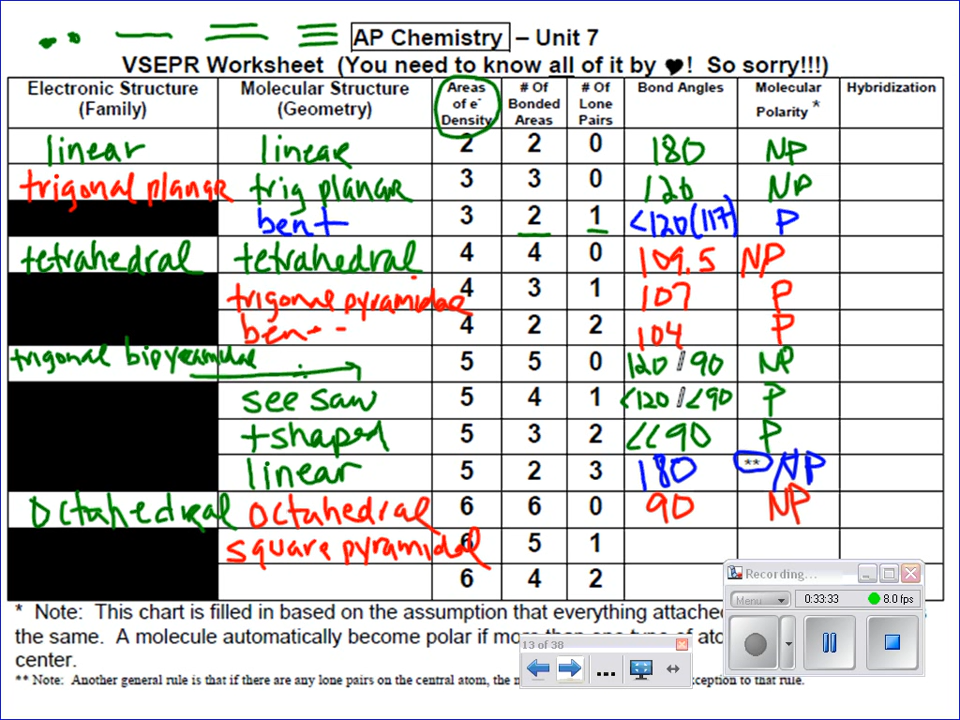 AP Chemistry – Unit 7
VSEPR Worksheet (You need to know all of it by ♥! So sorry!!!)
Electronic Structure (Family) Molecular Structure (Geometry) Areas of e- Density # Of Bonded Areas # Of Lone Pairs Bond Angles Molecular Polarity * Hybridization
linear linear 2 2 0 180 NP
trigonal planar trig planar 3 3 0 120 NP
bent 3 2 1 <120(117) P
tetrahedral tetrahedral 4 4 0 109.5 NP
trigonal pyramidal 4 3 1 107 P
4 2 2 104 P
trigonal bipyramidal 5 5 0 120/90 NP
see saw 5 4 1 <120/<90 P
t shaped 5 3 2 <<90 P
linear 5 2 3 180 ** NP
Octahedral octahedral 6 6 0 90 NP
square pyramidal 6 5 1
6 4 2
* Note: This chart is filled in based on the assumption that everything attached
the same. A molecule automatically become polar if more than one type of
center.
** Note: Another general rule is that if there are any lone pairs on the central atom, the exception to that rule.
Recording...
Menu 0:33:33 8.0 fps
13 of 38